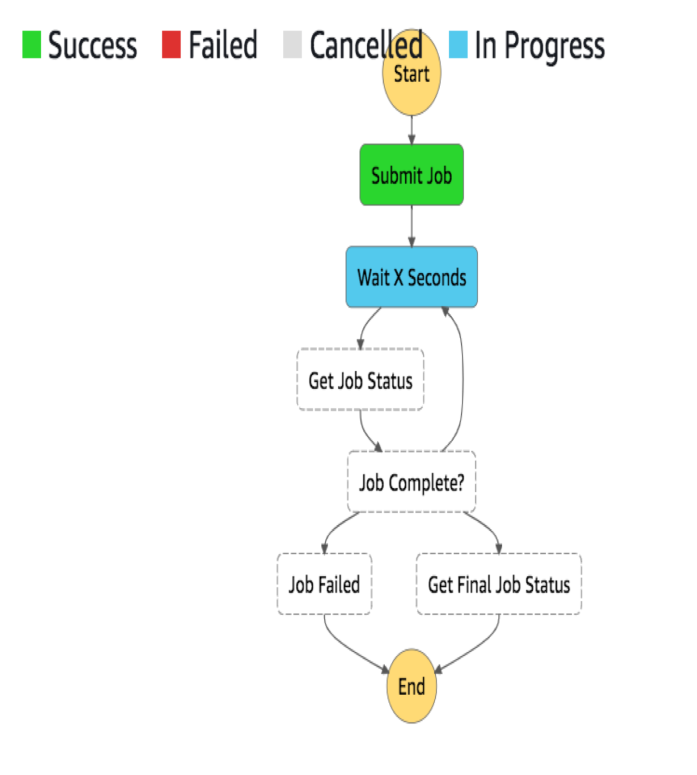 Success Failed Cancelled In Progress
Start
Submit Job
Wait X Seconds
Get Job Status
Job Complete?
Job Failed Get Final Job Status
End